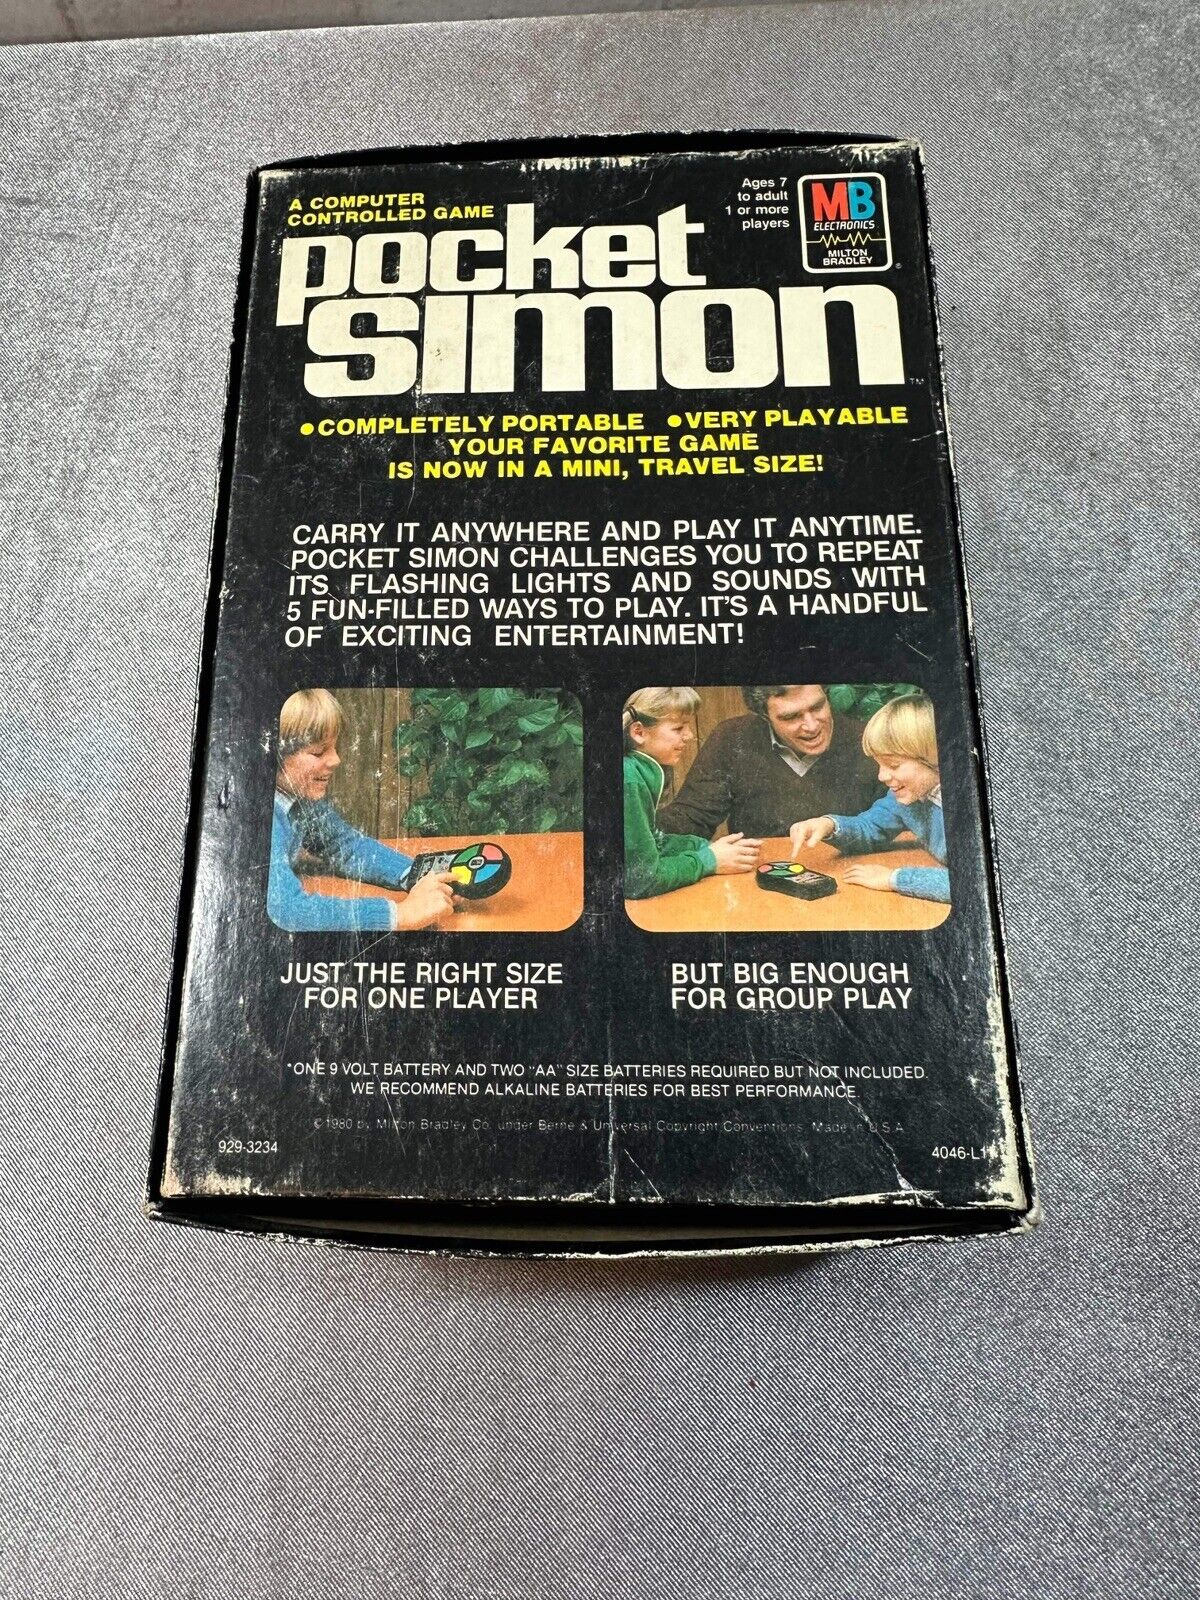 A COMPUTER
CONTROLLED GAME
Ages 7
to adult
1 or more
players
MB
ELECTRONICS
MILTON
BRADLEY
®
pocket
simon
TM
●COMPLETELY PORTABLE ●VERY PLAYABLE
YOUR FAVORITE GAME
IS NOW IN A MINI, TRAVEL SIZE!
CARRY IT ANYWHERE AND PLAY IT ANYTIME.
POCKET SIMON CHALLENGES YOU TO REPEAT
ITS FLASHING LIGHTS AND SOUNDS WITH
5 FUN-FILLED WAYS TO PLAY. IT'S A HANDFUL
OF EXCITING ENTERTAINMENT!
JUST THE RIGHT SIZE
FOR ONE PLAYER
BUT BIG ENOUGH
FOR GROUP PLAY
*ONE 9 VOLT BATTERY AND TWO "AA" SIZE BATTERIES REQUIRED BUT NOT INCLUDED.
WE RECOMMEND ALKALINE BATTERIES FOR BEST PERFORMANCE.
©1980 by Milton Bradley Co. under Berne & Universal Copyright Conventions. Made in U.S.A.
929-3234
4046-L1